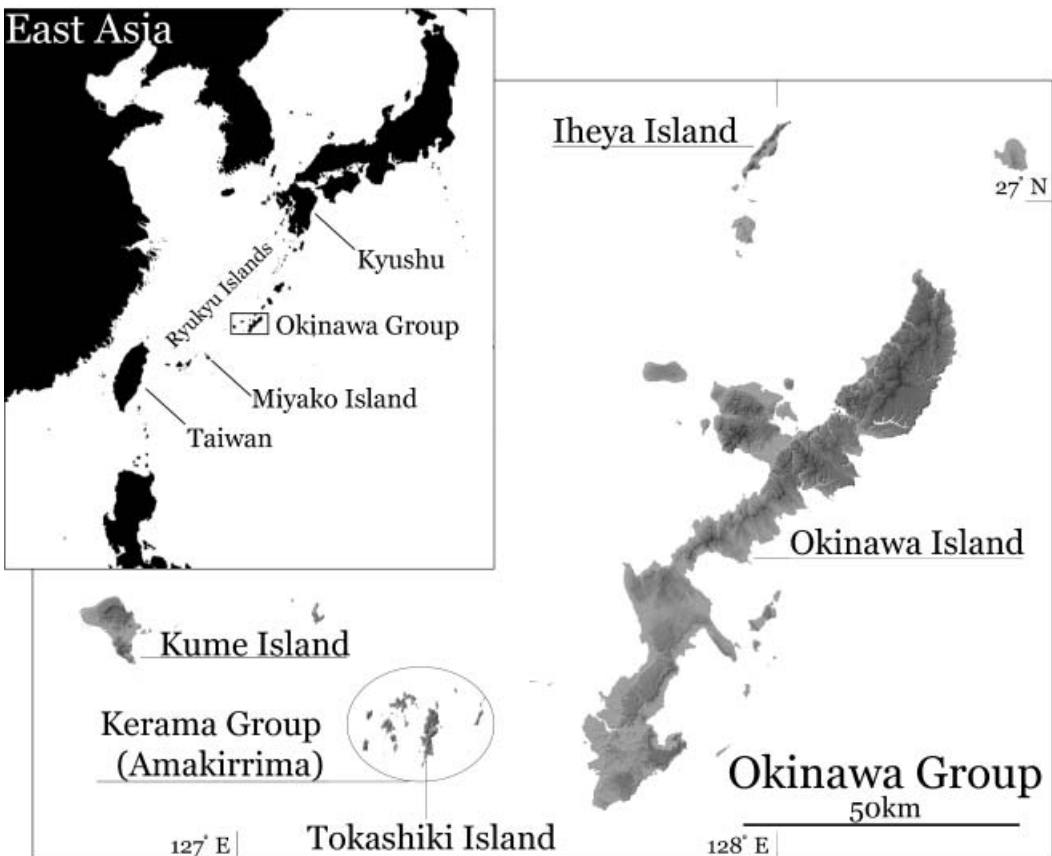 East Asia
Kyushu
Ryukyu Islands
Okinawa Group
Miyako Island
Taiwan
Iheya Island
27° N
Okinawa Island
Kume Island
Kerama Group
(Amakirrima)
Tokashiki Island
Okinawa Group
50km
127° E
128° E